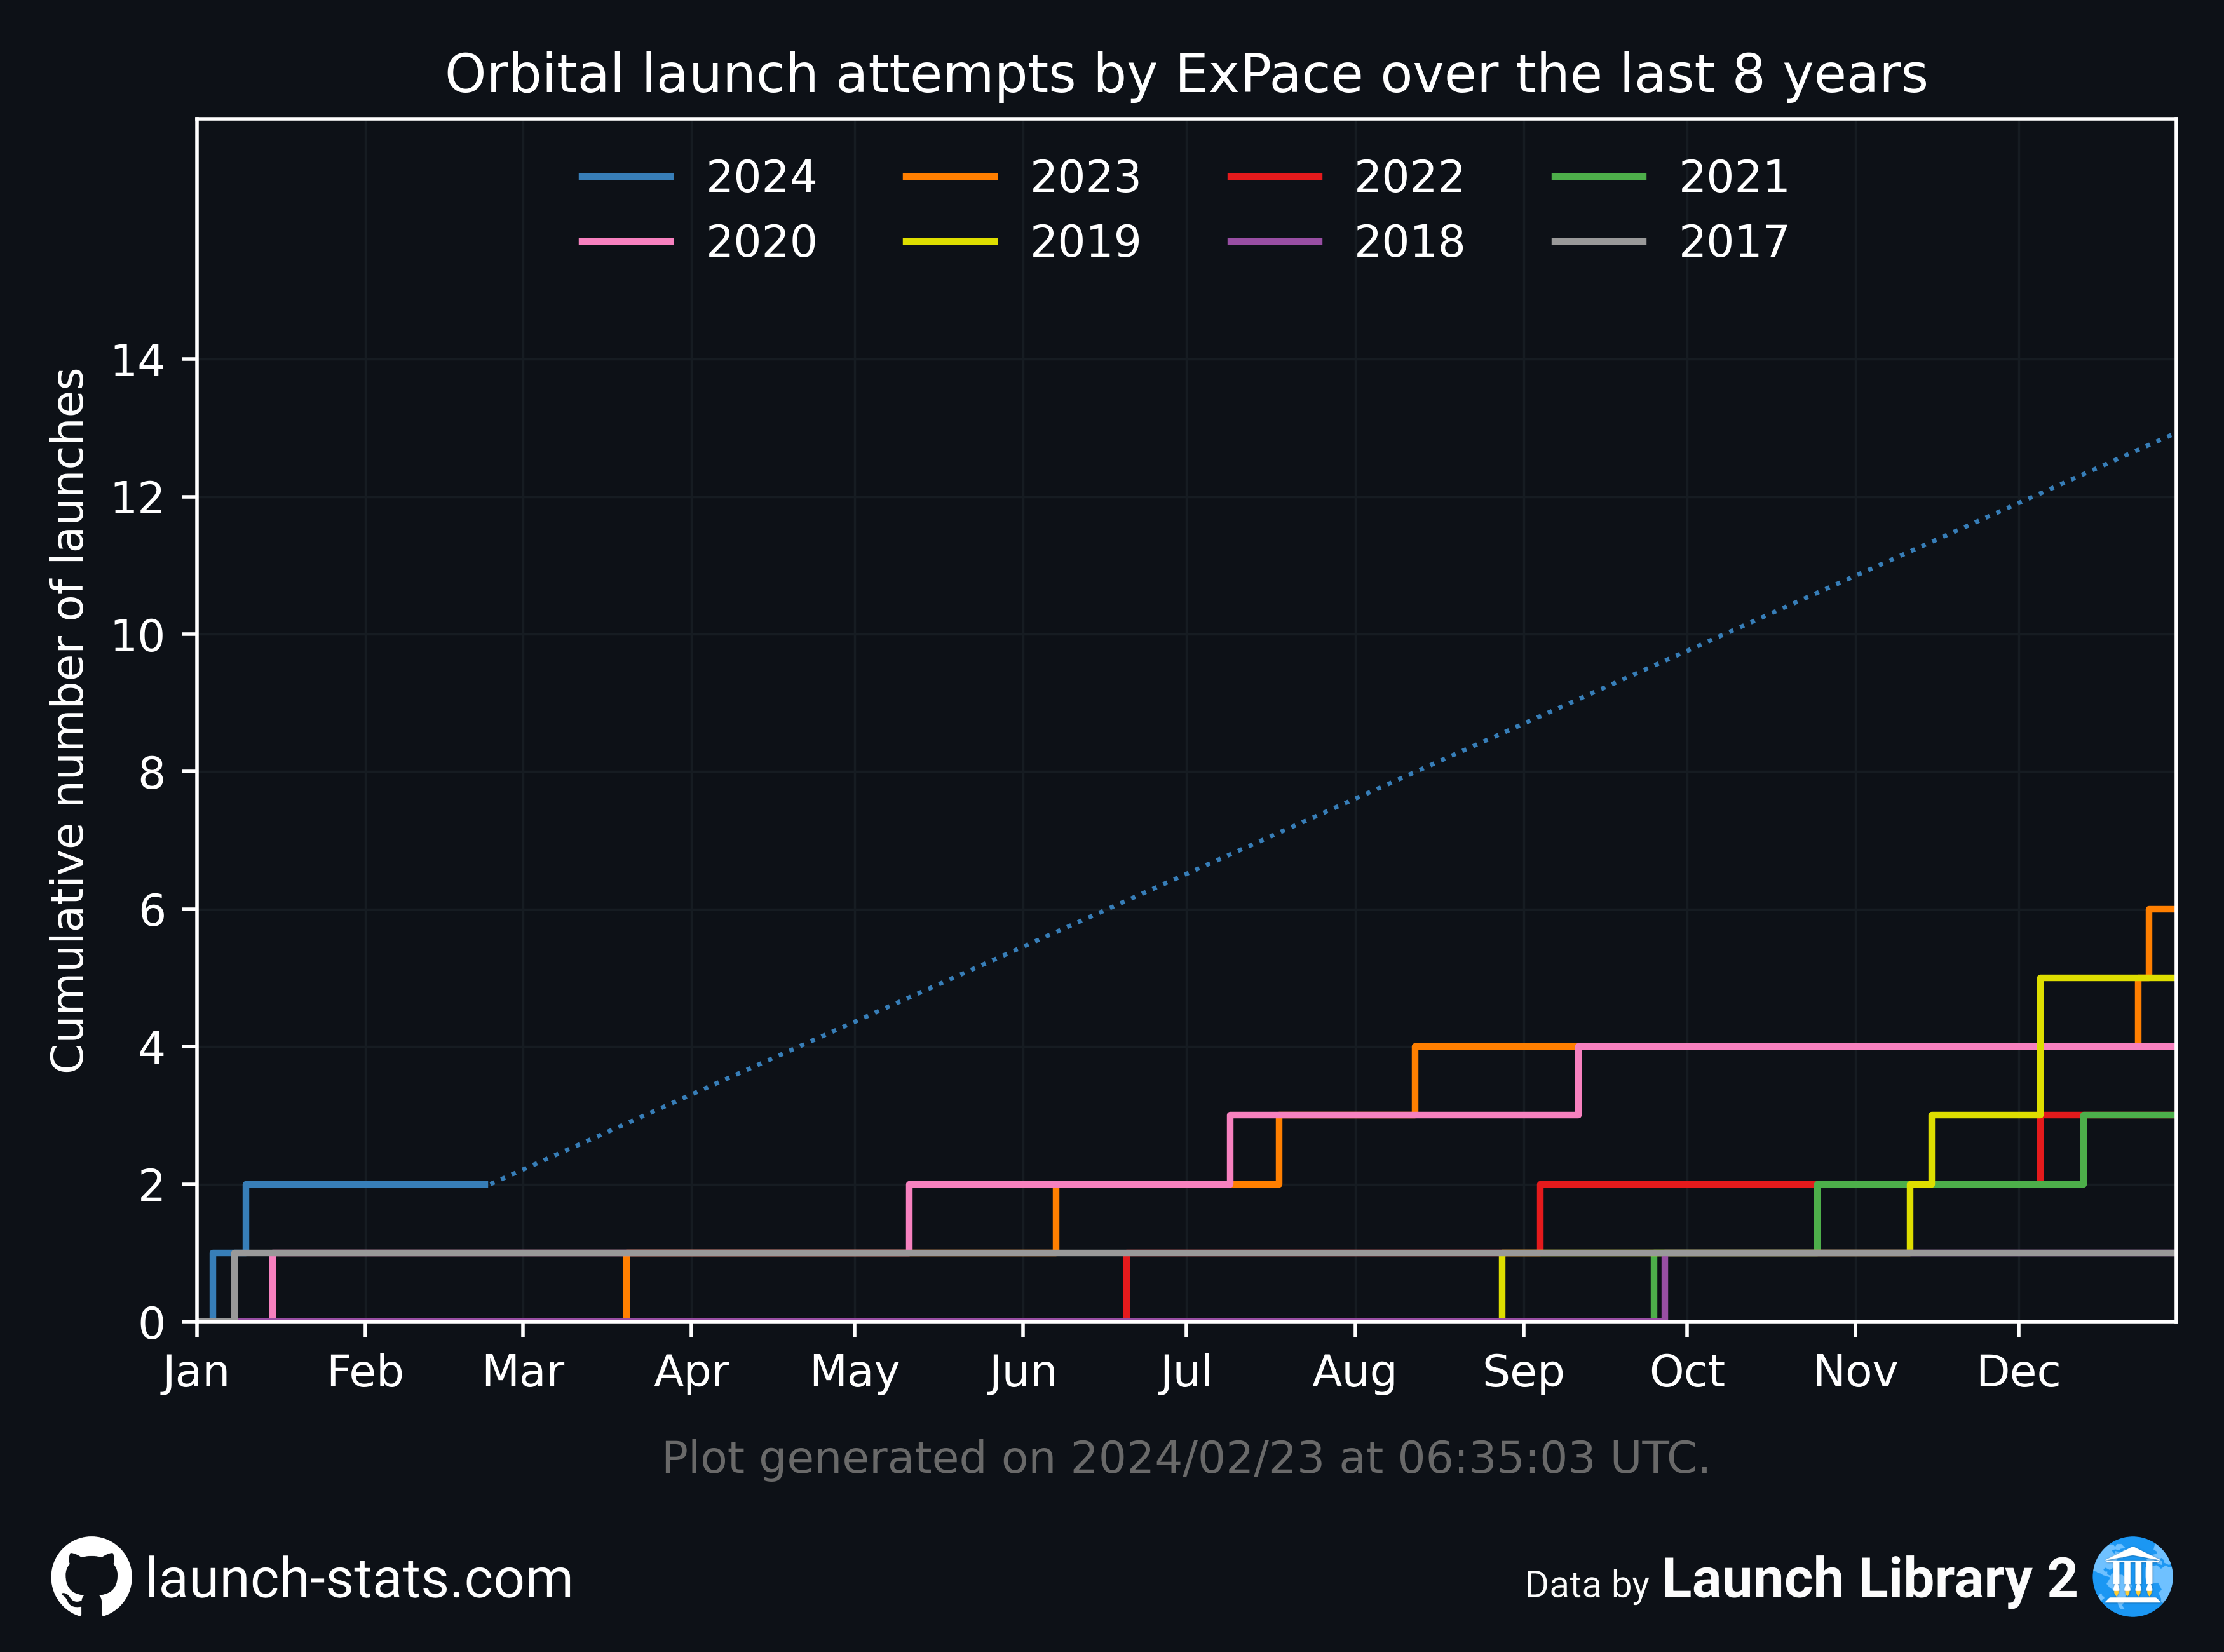 Orbital launch attempts by ExPace over the last 8 years
2024 2023 2022 2021
2020 2019 2018 2017
Cumulative number of launches
14
12
10
8
6
4
2
0
Jan Feb Mar Apr May Jun Jul Aug Sep Oct Nov Dec
Plot generated on 2024/02/23 at 06:35:03 UTC.
launch-stats.com
Data by Launch Library 2